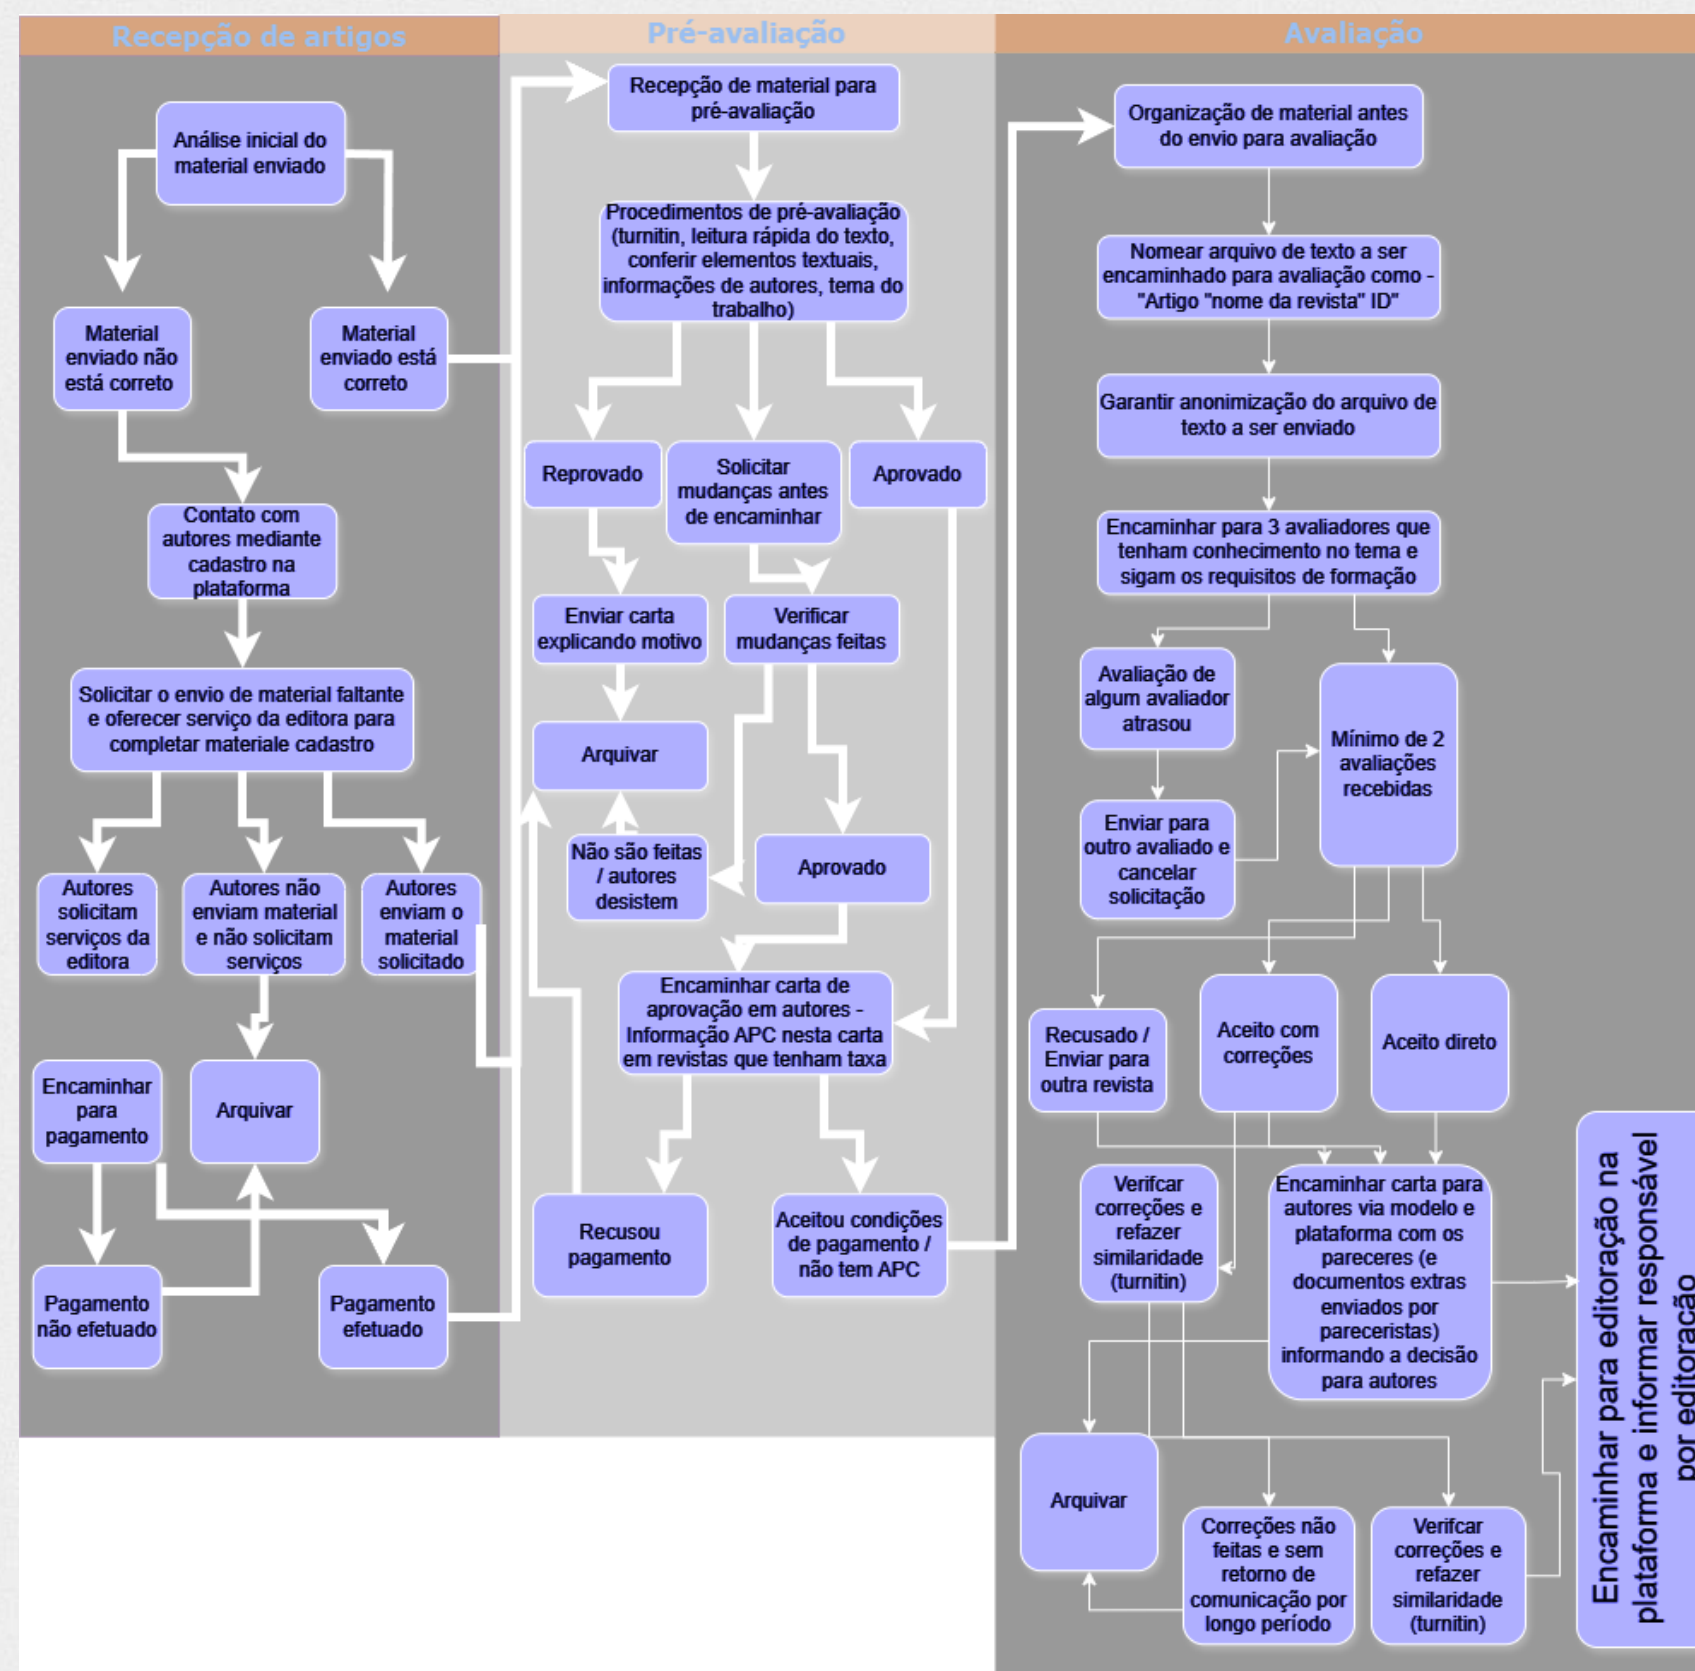 Recepção de artigos
Análise inicial do
material enviado
Material
enviado não
está correto
Material
enviado está
correto
Contato com
autores mediante
cadastro na
plataforma
Solicitar o envio de material faltante
e oferecer serviço da editora para
completar materiale cadastro
Autores
solicitam
serviços da
editora
Autores não
enviam material
e não solicitam
serviços
Autores
enviam o
material
solicitado
Encaminhar
para
pagamento
Arquivar
Pagamento
não efetuado
Pagamento
efetuado
Pré-avaliação
Recepção de material para
pré-avaliação
Procedimentos de pré-avaliação
(turnitin, leitura rápida do texto,
conferir elementos textuais,
informações de autores, tema do
trabalho)
Reprovado
Solicitar
mudanças antes
de encaminhar
Aprovado
Enviar carta
explicando motivo
Verificar
mudanças feitas
Arquivar
Não são feitas
/ autores
desistem
Aprovado
Encaminhar carta de
aprovação em autores -
Informação APC nesta carta
em revistas que tenham taxa
Recusou
pagamento
Aceitou condições
de pagamento /
não tem APC
Avaliação
Organização de material antes
do envio para avaliação
Nomear arquivo de texto a ser
encaminhado para avaliação como -
"Artigo "nome da revista" ID"
Garantir anonimização do arquivo de
texto a ser enviado
Encaminhar para 3 avaliadores que
tenham conhecimento no tema e
sigam os requisitos de formação
Avaliação de
algum avaliador
atrasou
Mínimo de 2
avaliações
recebidas
Enviar para
outro avaliado e
cancelar
solicitação
Recusado /
Enviar para
outra revista
Aceito com
correções
Aceito direto
Verifcar
correções e
refazer
similaridade
(turnitin)
Encaminhar carta para
autores via modelo e
plataforma com os
pareceres (e
documentos extras
enviados por
pareceristas)
informando a decisão
para autores
Arquivar
Correções não
feitas e sem
retorno de
comunicação por
longo período
Verifcar
correções e
refazer
similaridade
(turnitin)
Encaminhar para editoração na
plataforma e informar responsável
por editoração